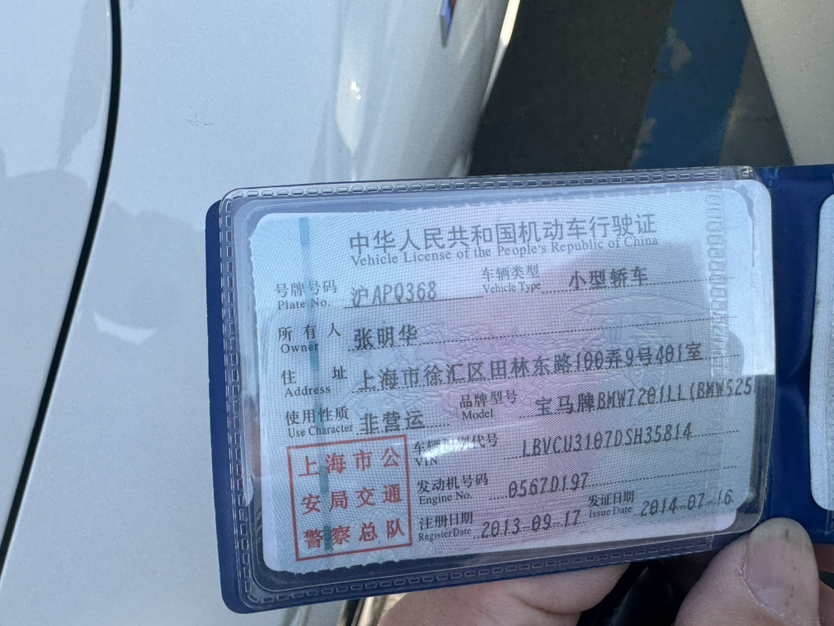 中华人民共和国机动车行驶证
Vehicle License of the People's Republic of China
号牌号码 沪APQ368 车辆类型 小型轿车
Plate No. Vehicle Type
所有人 张明华
Owner
住址 上海市徐汇区田林东路100弄9号401室
Address
使用性质 非营运 品牌型号 宝马牌BMW7201LL(BMW525
Use Character Model
上海市公 车辆识别代号 LBVCU3107DSH35814
VIN
安局交通 发动机号码 0567D197
Engine No.
警察总队 注册日期 2013-09-17 发证日期 2014-07-16
Register Date Issue Date